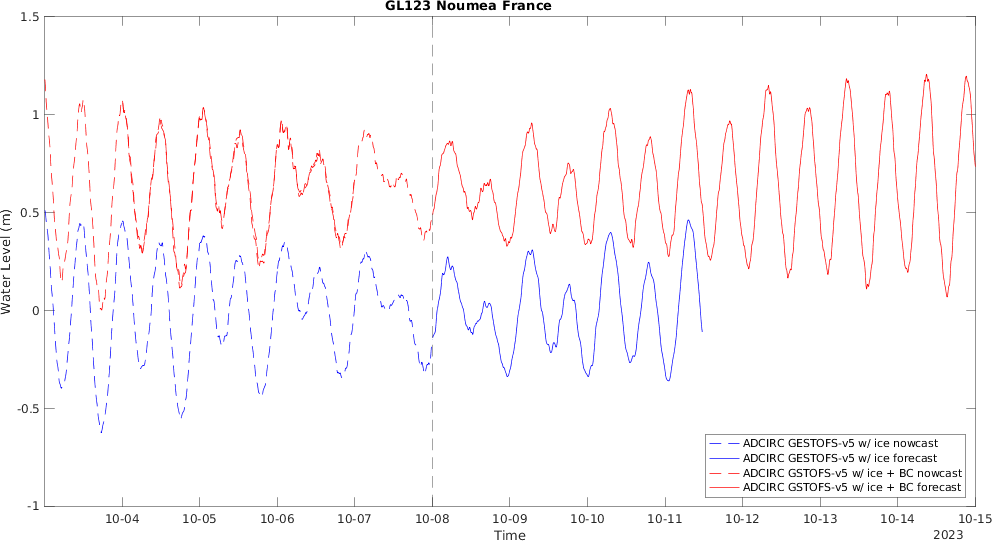 GL123 Noumea France
1.5
1
0.5
0
-0.5
-1
Water Level (m)
10-04 10-05 10-06 10-07 10-08 10-09 10-10 10-11 10-12 10-13 10-14 10-15
Time
2023
ADCIRC GESTOFS-v5 w/ ice nowcast
ADCIRC GESTOFS-v5 w/ ice forecast
ADCIRC GSTOFS-v5 w/ ice + BC nowcast
ADCIRC GSTOFS-v5 w/ ice + BC forecast